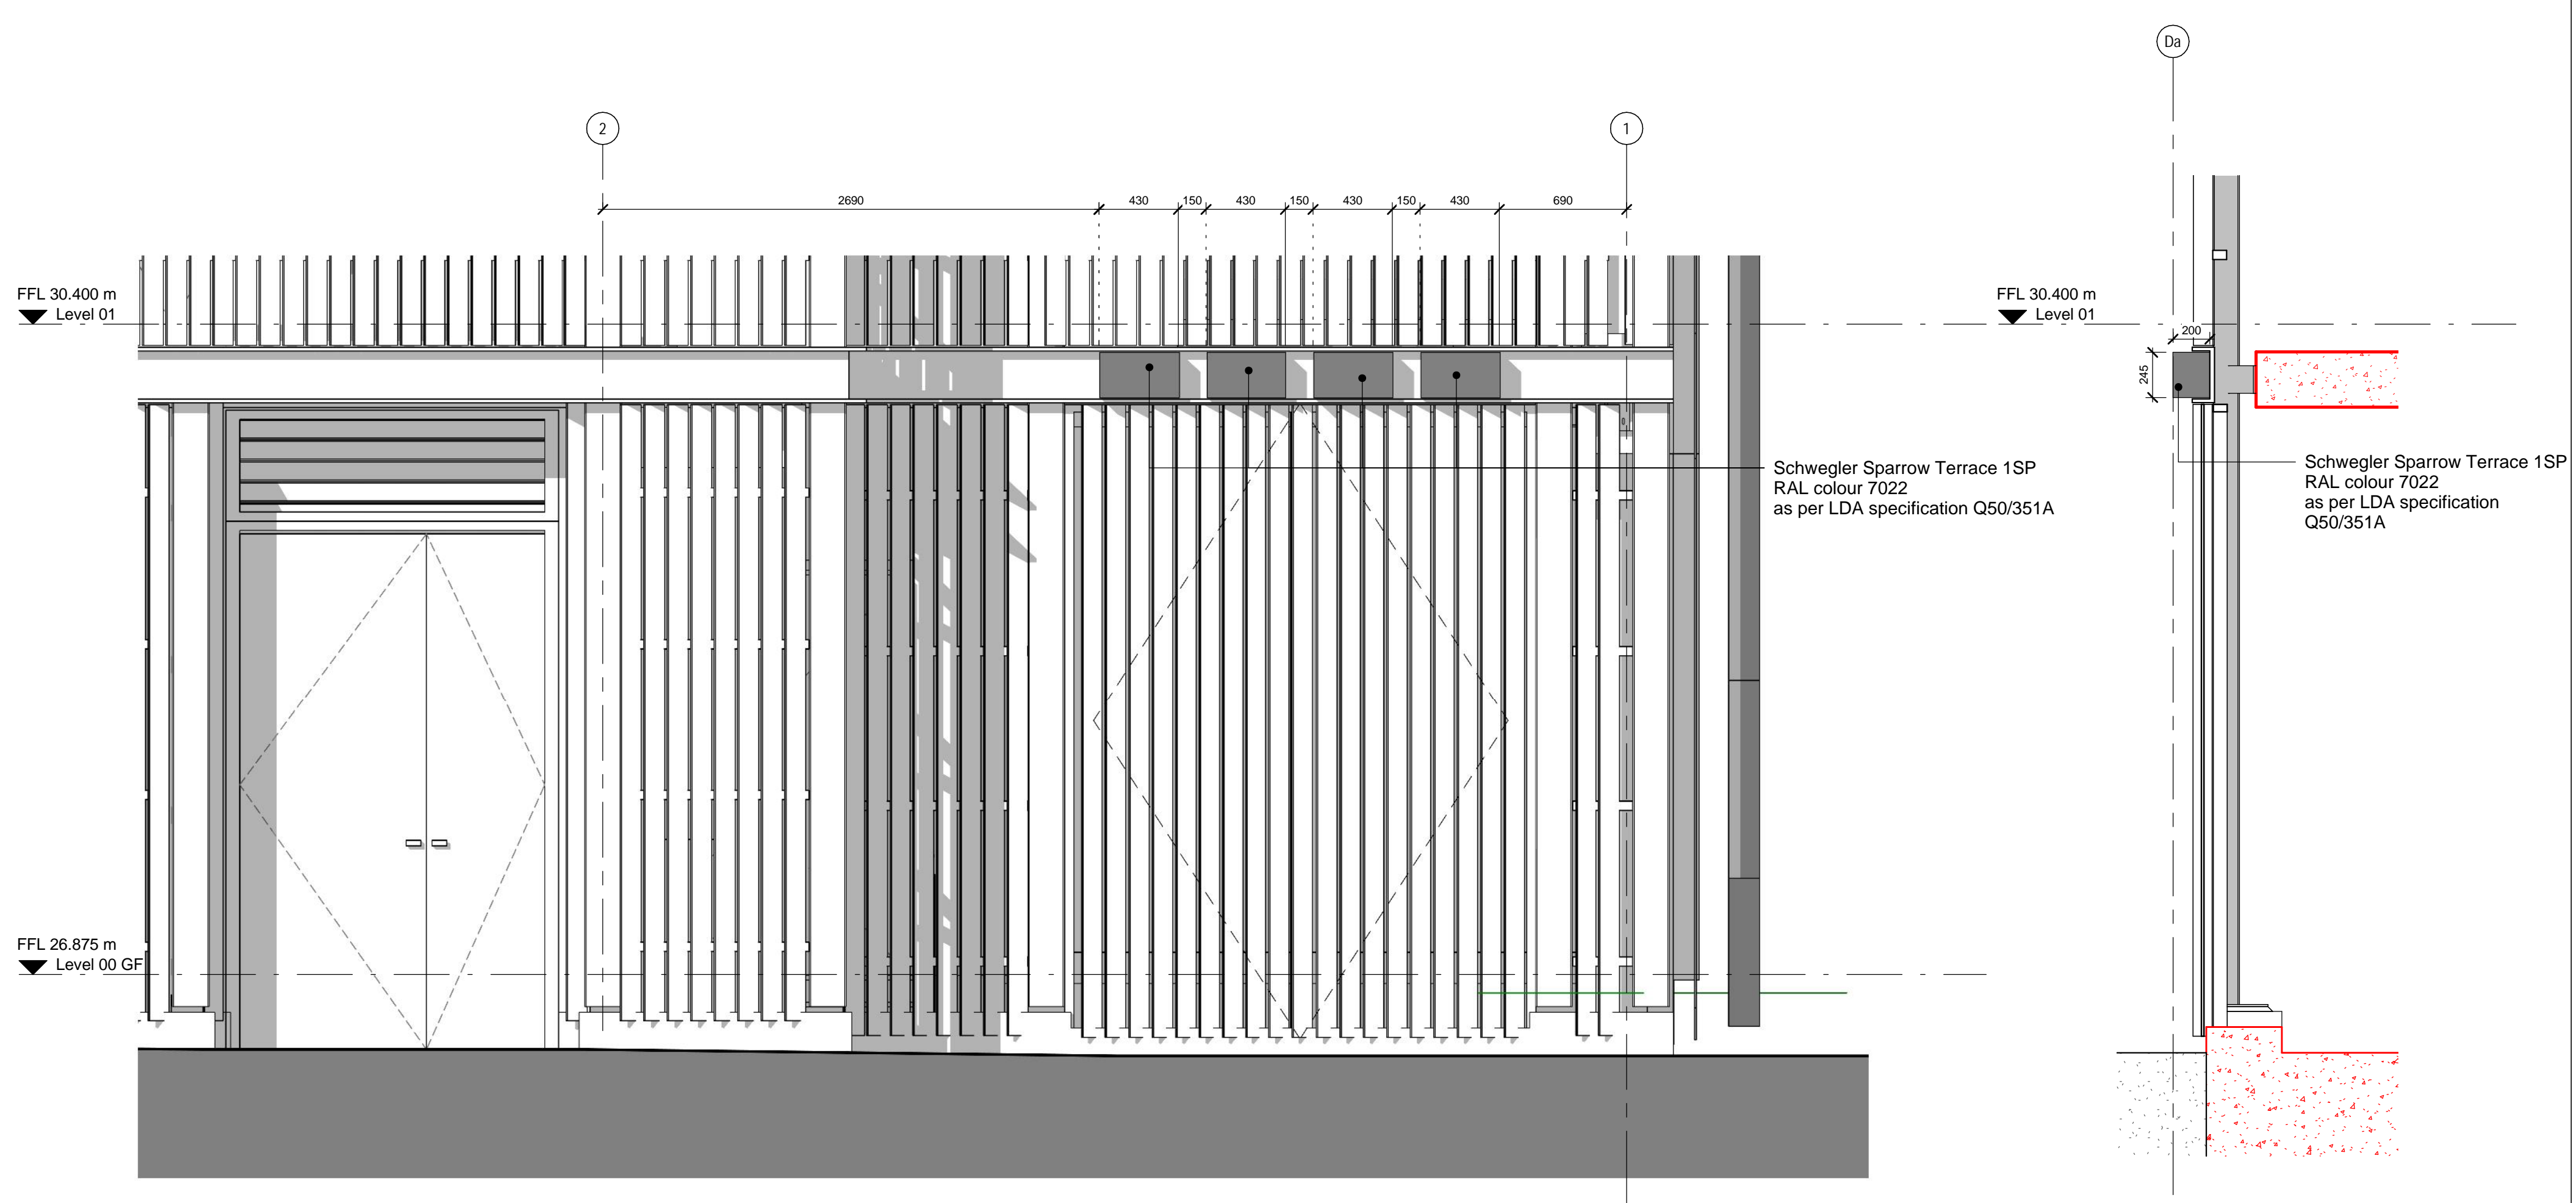 Da
2
1
2690
430
150
430
150
430
150
430
690
FFL 30.400 m
Level 01
FFL 30.400 m
Level 01
200
245
Schwegler Sparrow Terrace 1SP
RAL colour 7022
as per LDA specification Q50/351A
Schwegler Sparrow Terrace 1SP
RAL colour 7022
as per LDA specification
Q50/351A
FFL 26.875 m
Level 00 GF